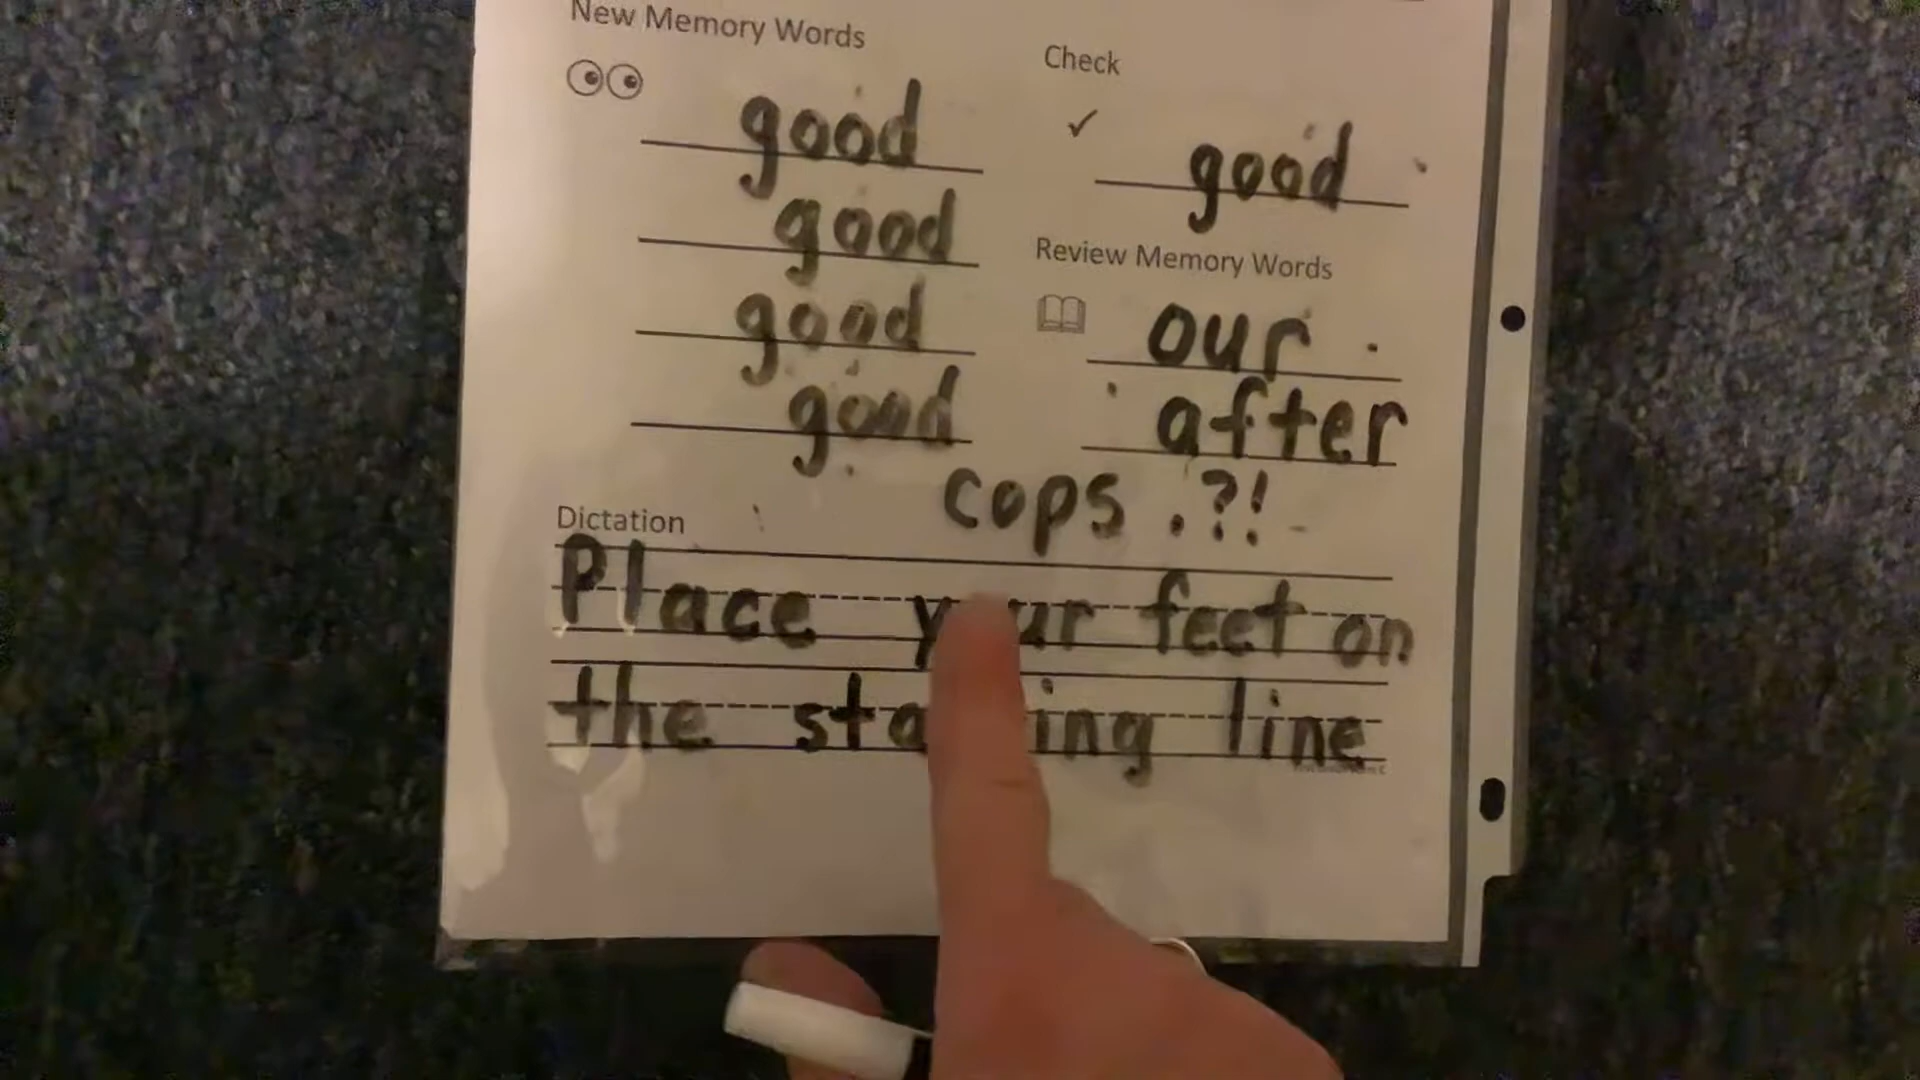 New Memory Words
good
good
good
good
Check
good
Review Memory Words
our
after
cops .?!
Dictation
Place feet on
the line